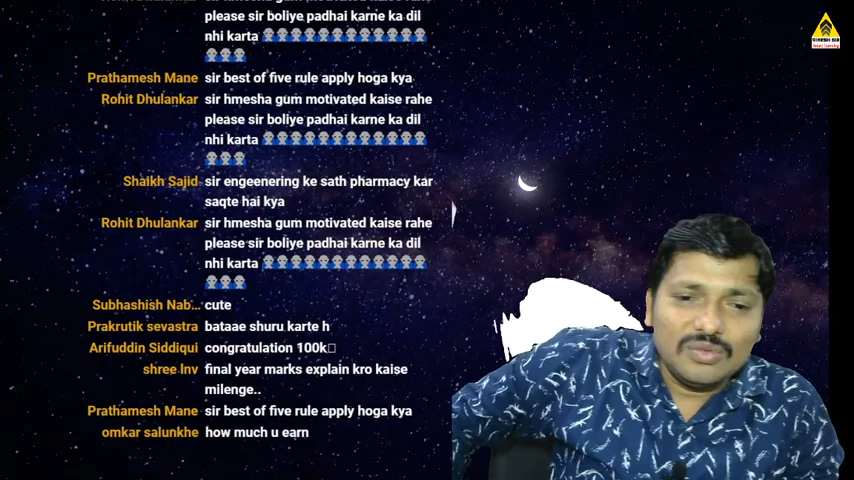 please sir boliye padhai karne ka dil
nhi karta
Prathamesh Mane sir best of five rule apply hoga kya
Rohit Dhulankar sir hmesha gum motivated kaise rahe
please sir boliye padhai karne ka dil
nhi karta
Shaikh Sajid sir engeenering ke sath pharmacy kar
saqte hai kya
Rohit Dhulankar sir hmesha gum motivated kaise rahe
please sir boliye padhai karne ka dil
nhi karta
Subhashish Nab... cute
Prakrutik sevastra bataae shuru karte h
Arifuddin Siddiqui congratulation 100k
shree Inv final year marks explain kro kaise
milenge..
Prathamesh Mane sir best of five rule apply hoga kya
omkar salunkhe how much u earn